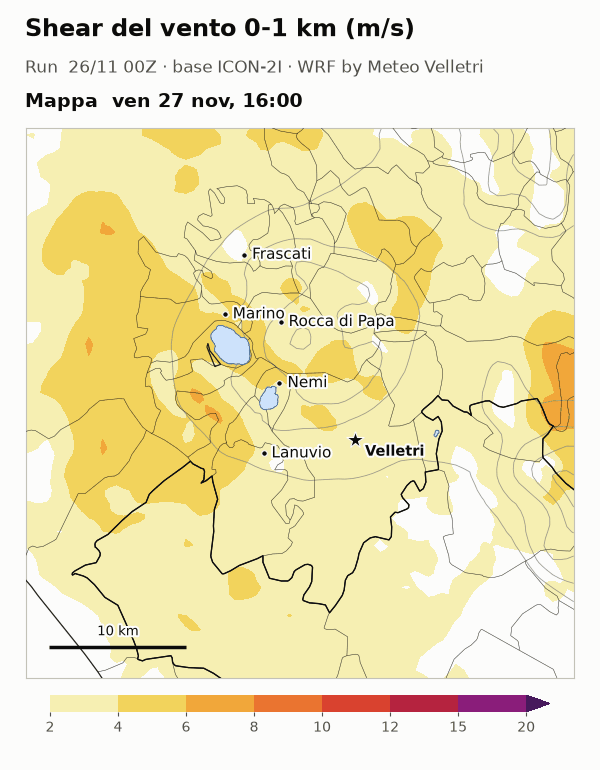 Shear del vento 0-1 km (m/s)
Run  26/11 00Z · base ICON-2I · WRF by Meteo Velletri
Mappa  ven 27 nov, 16:00
Frascati
Marino
Rocca di Papa
Nemi
Velletri
Lanuvio
10 km
2 4 6 8 10 12 15 20